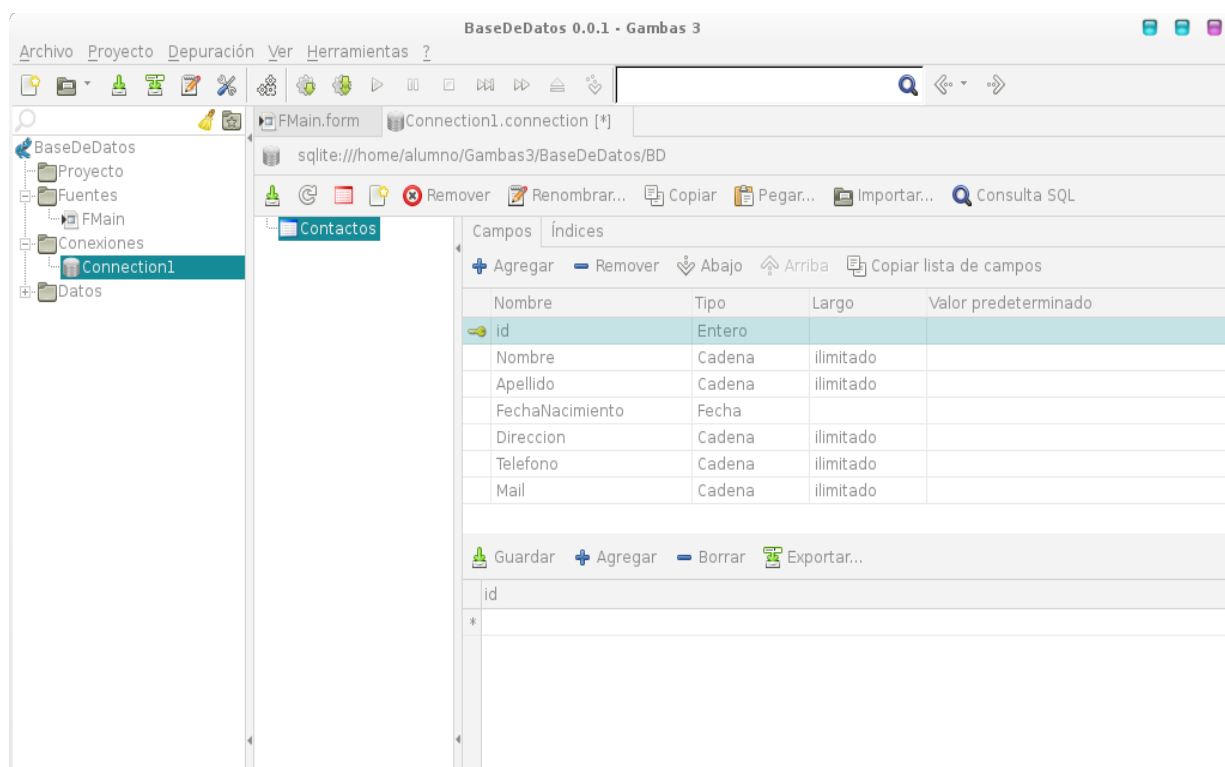 BaseDeDatos 0.0.1 - Gambas 3
Archivo Proyecto Depuración Ver Herramientas ?
FMain.form Connection1.connection [*]
BaseDeDatos
Proyecto
Fuentes
FMain
Conexiones
Connection1
Datos
sqlite:///home/alumno/Gambas3/BaseDeDatos/BD
Remover Renombrar... Copiar Pegar... Importar... Consulta SQL
Contactos
Campos Índices
Agregar Remover Abajo Arriba Copiar lista de campos
Nombre Tipo Largo Valor predeterminado
id Entero
Nombre Cadena ilimitado
Apellido Cadena ilimitado
FechaNacimiento Fecha
Direccion Cadena ilimitado
Telefono Cadena ilimitado
Mail Cadena ilimitado
Guardar Agregar Borrar Exportar...
id
*